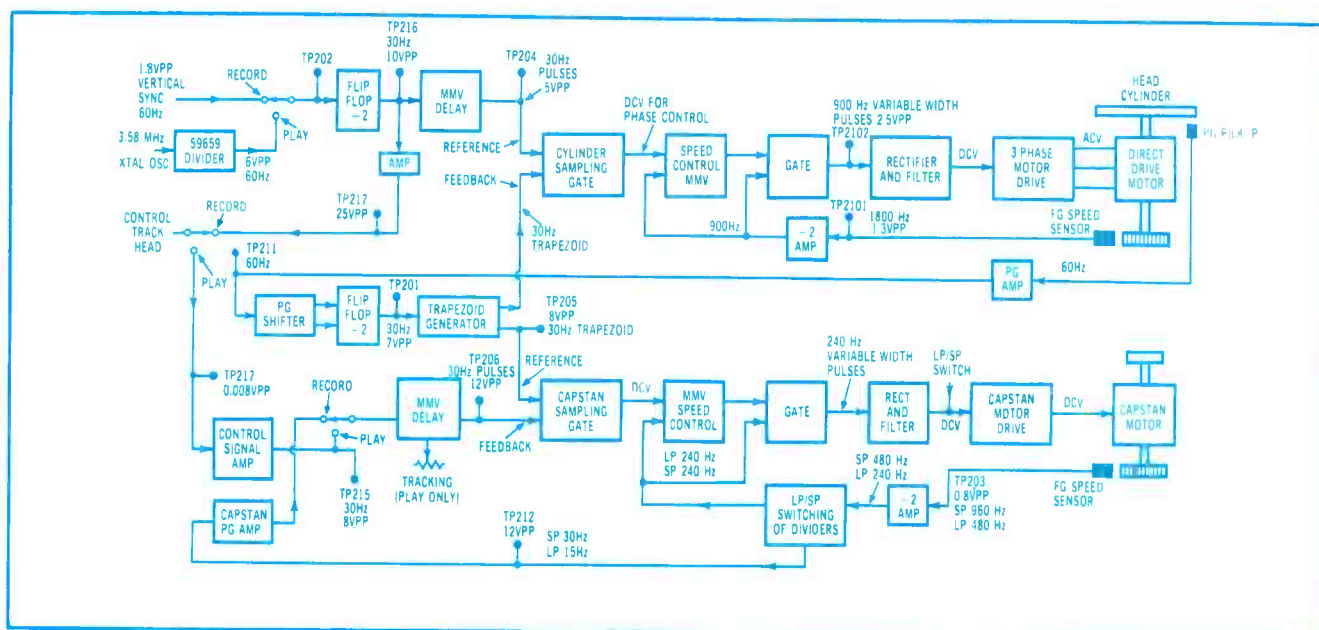 1.8VPP
VERTICAL
SYNC
60Hz
RECORD
TP202
FLIP
FLOP
-2
TP216
30Hz
10VPP
MMV
DELAY
TP204
30Hz
PULSES
5VPP
3.58 MHz
XTAL OSC
59659
DIVIDER
PLAY
6VPP
60Hz
AMP
REFERENCE
FEEDBACK
CYLINDER
SAMPLING
GATE
DCV FOR
PHASE CONTROL
SPEED
CONTROL
MMV
GATE
900 Hz VARIABLE WIDTH
PULSES 2.5VPP
TP2102
RECTIFIER
AND FILTER
DCV
3 PHASE
MOTOR
DRIVE
ACV
HEAD
CYLINDER
DIRECT
DRIVE
MOTOR
CONTROL
TRACK
HEAD
RECORD
TP217
25VPP
30Hz
TRAPEZOID
900Hz
-2
AMP
TP2101
1800 Hz
1.3VPP
FG SPEED
SENSOR
PLAY
TP211
60Hz
PG
AMP
60Hz
PG
SHIFTER
FLIP
FLOP
-2
TP201
30Hz
7VPP
TRAPEZOID
GENERATOR
TP205
8VPP
30Hz TRAPEZOID
TP217
0.008VPP
RECORD
PLAY
MMV
DELAY
TP206
30Hz PULSES
12VPP
REFERENCE
FEEDBACK
CAPSTAN
SAMPLING
GATE
DCV
MMV
SPEED
CONTROL
GATE
240 Hz
VARIABLE WIDTH
PULSES
RECT
AND
FILTER
LP/SP
SWITCH
DCV
CAPSTAN
MOTOR
DRIVE
DCV
CAPSTAN
MOTOR
CONTROL
SIGNAL
AMP
TRACKING
(PLAY ONLY)
LP 240 Hz
SP 240 Hz
SP 480 Hz
LP 240 Hz
TP203
0.8VPP
SP 960 Hz
LP 480 Hz
FG SPEED
SENSOR
CAPSTAN
PG AMP
TP215
30Hz
8VPP
TP212
12VPP
SP 30Hz
LP 15Hz
LP/SP
SWITCHING
OF DIVIDERS
-2
AMP